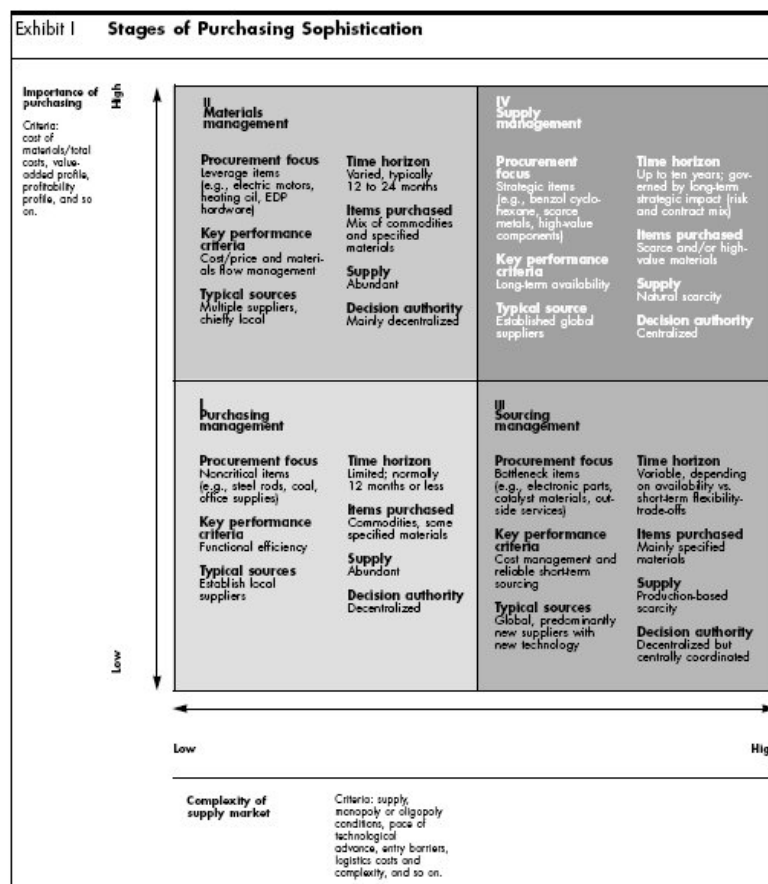 Exhibit I Stages of Purchasing Sophistication
Importance of
purchasing
Criteria:
cost of
materials/total
costs, value-
added profile,
profitability
profile, and so
on.
High
Low
II
Materials
management
Procurement focus
Leverage items
(e.g., electric motors,
heating oil, EDP
hardware)
Key performance
criteria
Cost/price and materi-
als flow management
Typical sources
Multiple suppliers,
chiefly local
Time horizon
Varied, typically
12 to 24 months
Items purchased
Mix of commodities
and specified
materials
Supply
Abundant
Decision authority
Mainly decentralized
IV
Supply
management
Procurement
focus
Strategic items
(e.g., benzol cyclo-
hexane, scarce
metals, high-value
components)
Key performance
criteria
Long-term availability
Typical source
Established global
suppliers
Time horizon
Up to ten years; gov-
erned by long-term
strategic impact (risk
and contract mix)
Items purchased
Scarce and/or high-
value materials
Supply
Natural scarcity
Decision authority
Centralized
I
Purchasing
management
Procurement focus
Noncritical items
(e.g., steel rods, coal,
office supplies)
Key performance
criteria
Functional efficiency
Typical sources
Establish local
suppliers
Time horizon
Limited; normally
12 months or less
Items purchased
Commodities, some
specified materials
Supply
Abundant
Decision authority
Decentralized
III
Sourcing
management
Procurement focus
Bottleneck items
(e.g., electronic parts,
catalyst materials, out-
side services)
Key performance
criteria
Cost management and
reliable short-term
sourcing
Typical sources
Global, predominantly
new suppliers with
new technology
Time horizon
Variable, depending
on availability vs.
short-term flexibility-
trade-offs
Items purchased
Mainly specified
materials
Supply
Production-based
scarcity
Decision authority
Decentralized but
centrally coordinated
Low
Hig
Complexity of
supply market
Criteria: supply,
monopoly or oligopoly
conditions, pace of
technological
advance, entry barriers,
logistics costs and
complexity, and so on.